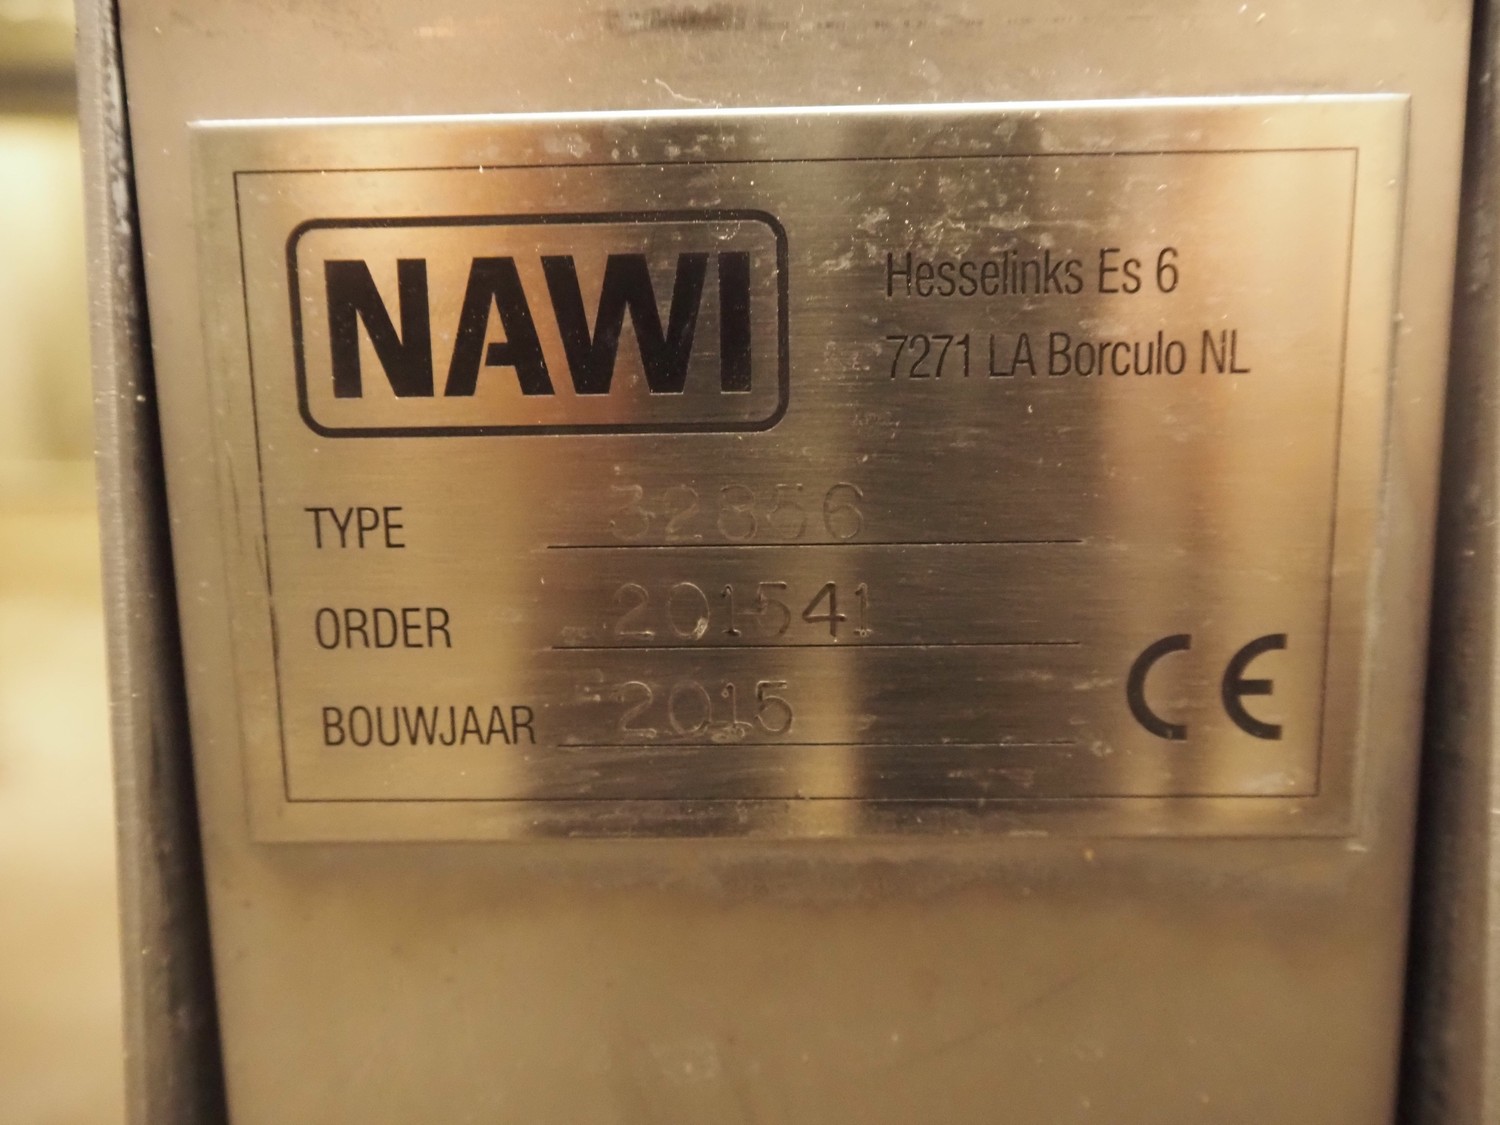 NAWI
Hesselinks Es 6
7271 LA Borculo NL
TYPE 32856
ORDER 201541
BOUWJAAR 2015
CE